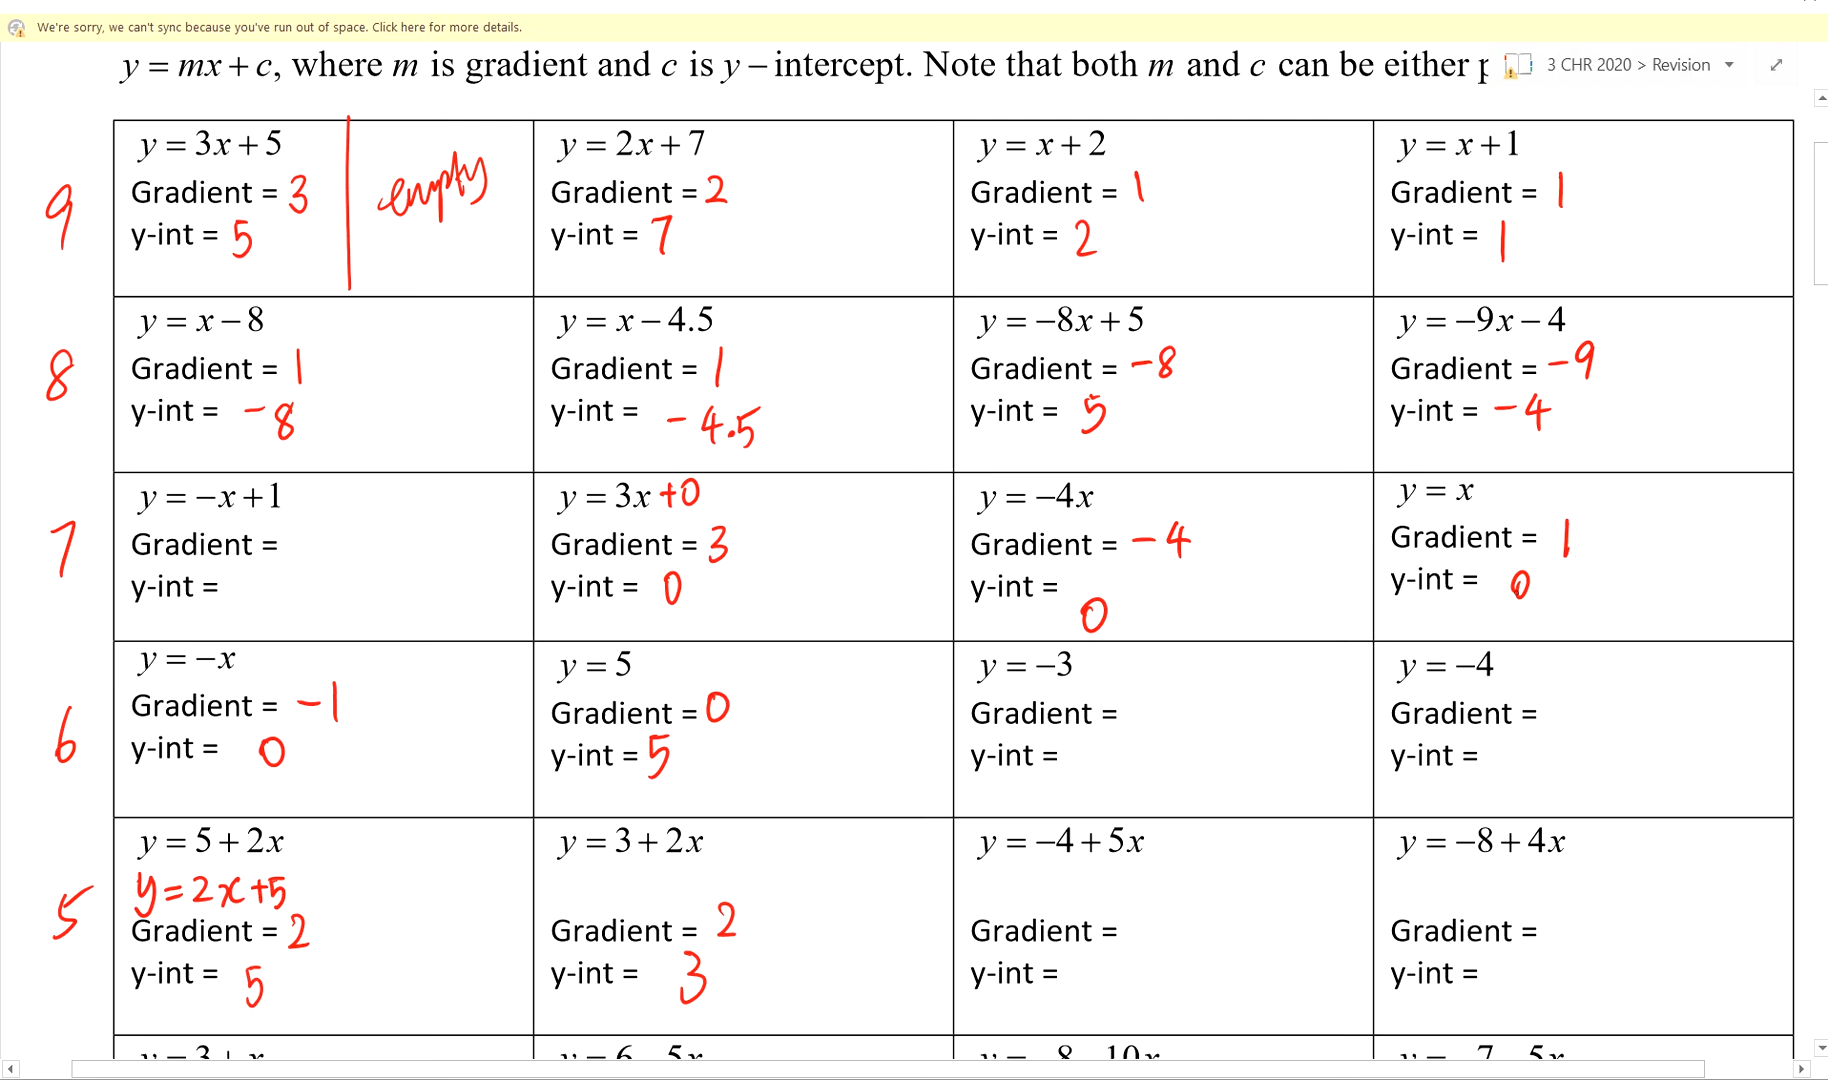 We're sorry, we can't sync because you've run out of space. Click here for more details.
y = mx + c, where m is gradient and c is y − intercept. Note that both m and c can be either
3 CHR 2020 > Revision
9
y = 3x + 5
Gradient = 3
y-int = 5
empty
y = 2x + 7
Gradient = 2
y-int = 7
y = x + 2
Gradient = 1
y-int = 2
y = x + 1
Gradient = 1
y-int = 1
8
y = x − 8
Gradient = 1
y-int = -8
y = x − 4.5
Gradient = 1
y-int = -4.5
y = −8x + 5
Gradient = -8
y-int = 5
y = −9x − 4
Gradient = -9
y-int = -4
7
y = −x + 1
Gradient =
y-int =
y = 3x +0
Gradient = 3
y-int = 0
y = −4x
Gradient = -4
y-int =
0
y = x
Gradient = 1
y-int = 0
6
y = −x
Gradient = -1
y-int = 0
y = 5
Gradient = 0
y-int = 5
y = −3
Gradient =
y-int =
y = −4
Gradient =
y-int =
5
y = 5 + 2x
y = 2x +5
Gradient = 2
y-int = 5
y = 3 + 2x
Gradient = 2
y-int = 3
y = −4 + 5x
Gradient =
y-int =
y = −8 + 4x
Gradient =
y-int =